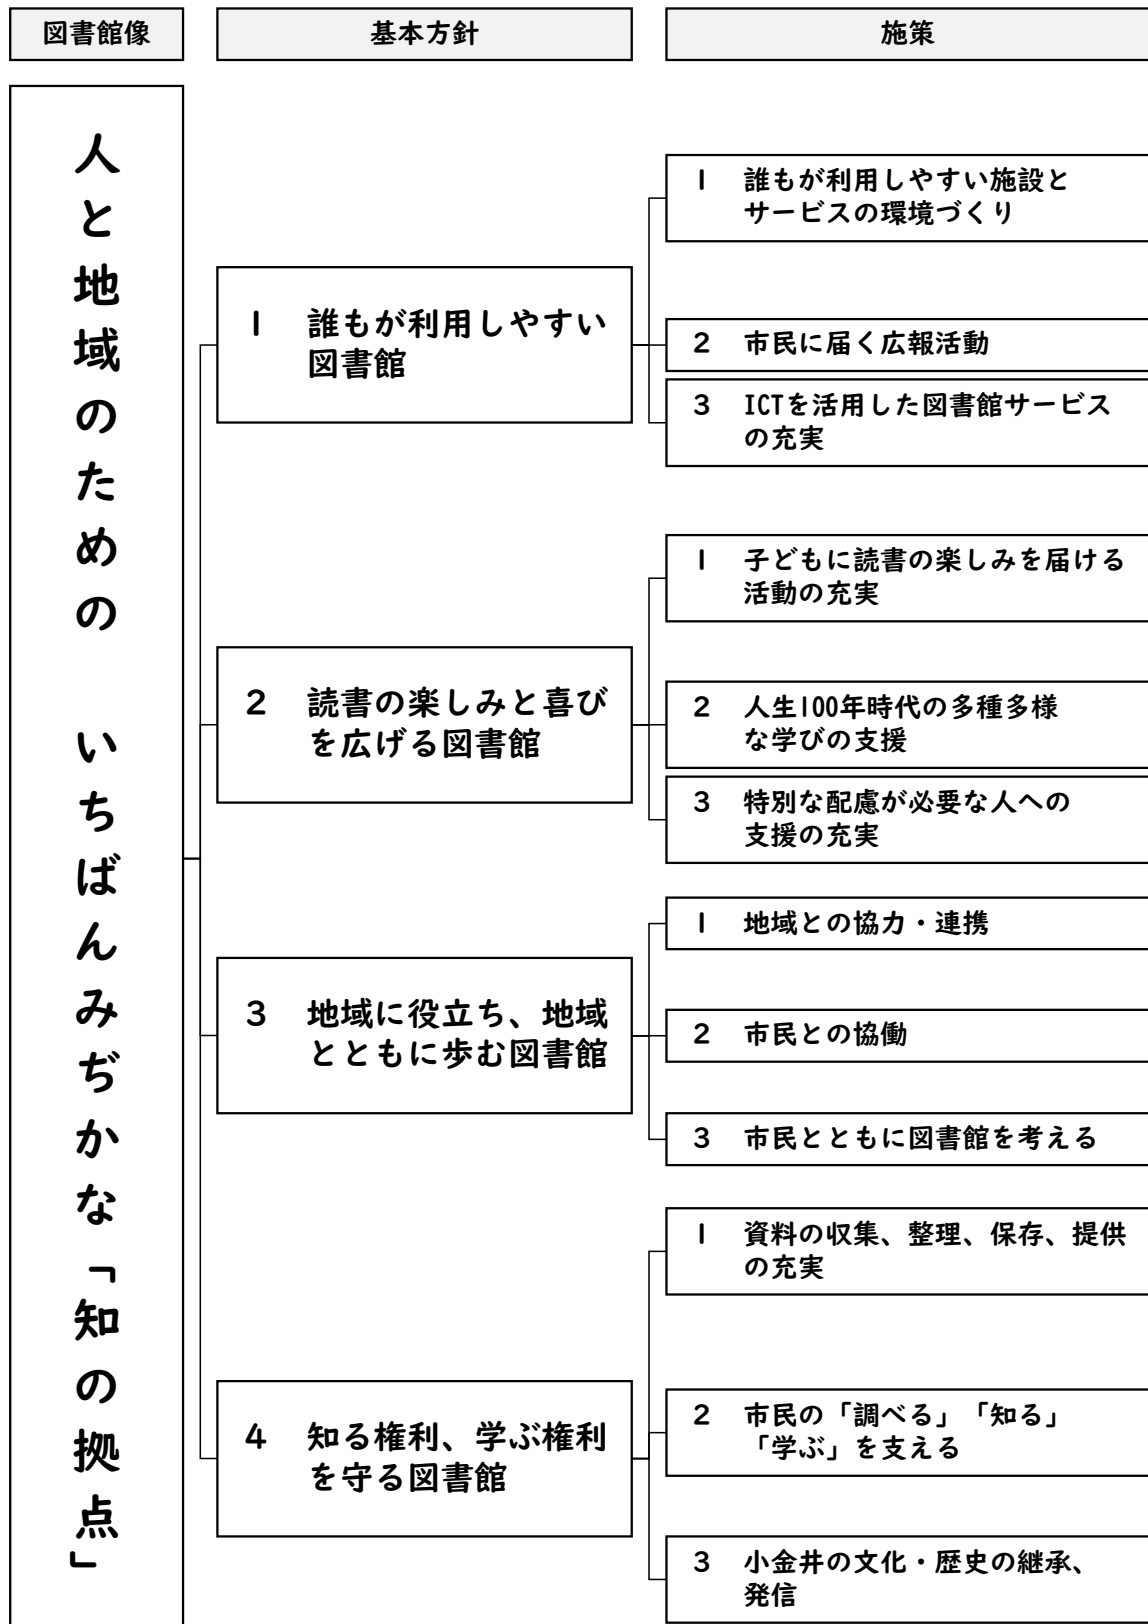 図書館像
基本方針
施策
人と地域のための いちばんみぢかな「知の拠点」
1 誰もが利用しやすい
図書館
1 誰もが利用しやすい施設と
サービスの環境づくり
2 市民に届く広報活動
3 ICTを活用した図書館サービス
の充実
2 読書の楽しみと喜び
を広げる図書館
1 子どもに読書の楽しみを届ける
活動の充実
2 人生100年時代の多種多様
な学びの支援
3 特別な配慮が必要な人への
支援の充実
3 地域に役立ち、地域
とともに歩む図書館
1 地域との協力・連携
2 市民との協働
3 市民とともに図書館を考える
4 知る権利、学ぶ権利
を守る図書館
1 資料の収集、整理、保存、提供
の充実
2 市民の「調べる」「知る」
「学ぶ」を支える
3 小金井の文化・歴史の継承、
発信